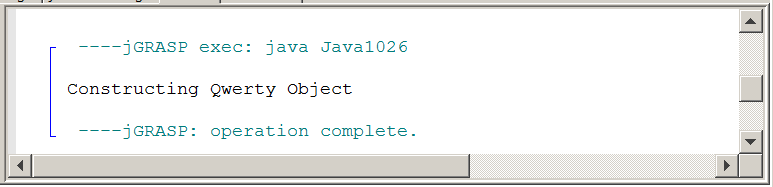 ----jGRASP exec: java Java1026
Constructing Qwerty Object
----jGRASP: operation complete.